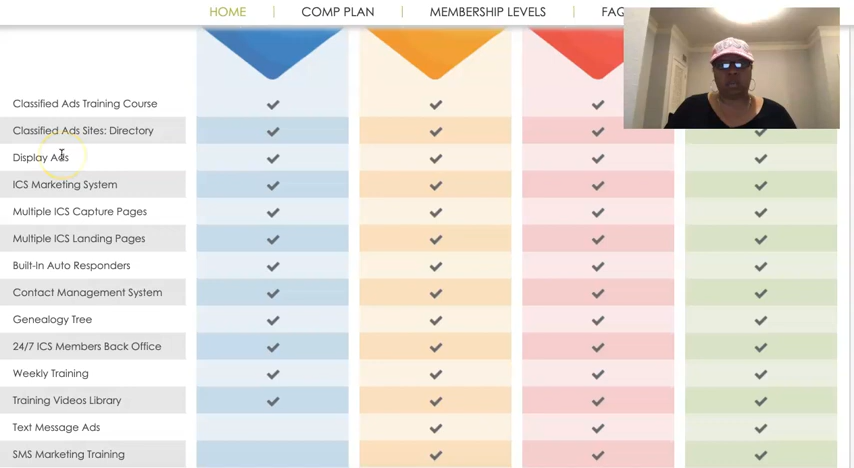 HOME | COMP PLAN | MEMBERSHIP LEVELS | FAQ
Classified Ads Training Course
Classified Ads Sites: Directory
Display Ads
ICS Marketing System
Multiple ICS Capture Pages
Multiple ICS Landing Pages
Built-In Auto Responders
Contact Management System
Genealogy Tree
24/7 ICS Members Back Office
Weekly Training
Training Videos Library
Text Message Ads
SMS Marketing Training